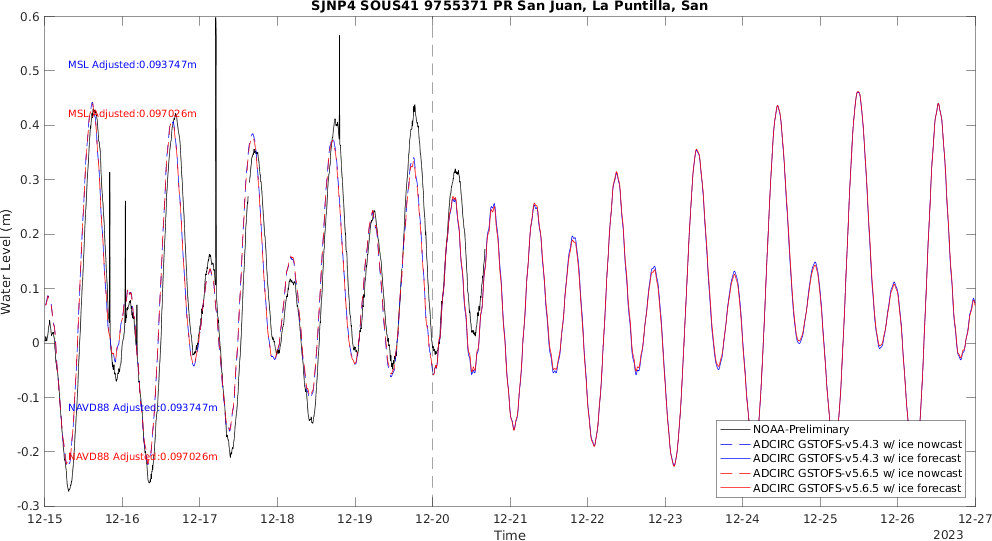 SJNP4 SOUS41 9755371 PR San Juan, La Puntilla, San
Water Level (m)
0.6
0.5
0.4
0.3
0.2
0.1
0
-0.1
-0.2
-0.3
MSL Adjusted:0.093747m
MSL Adjusted:0.097026m
NAVD88 Adjusted:0.093747m
NAVD88 Adjusted:0.097026m
NOAA-Preliminary
ADCIRC GSTOFS-v5.4.3 w/ ice nowcast
ADCIRC GSTOFS-v5.4.3 w/ ice forecast
ADCIRC GSTOFS-v5.6.5 w/ ice nowcast
ADCIRC GSTOFS-v5.6.5 w/ ice forecast
12-15 12-16 12-17 12-18 12-19 12-20 12-21 12-22 12-23 12-24 12-25 12-26 12-27
Time
2023